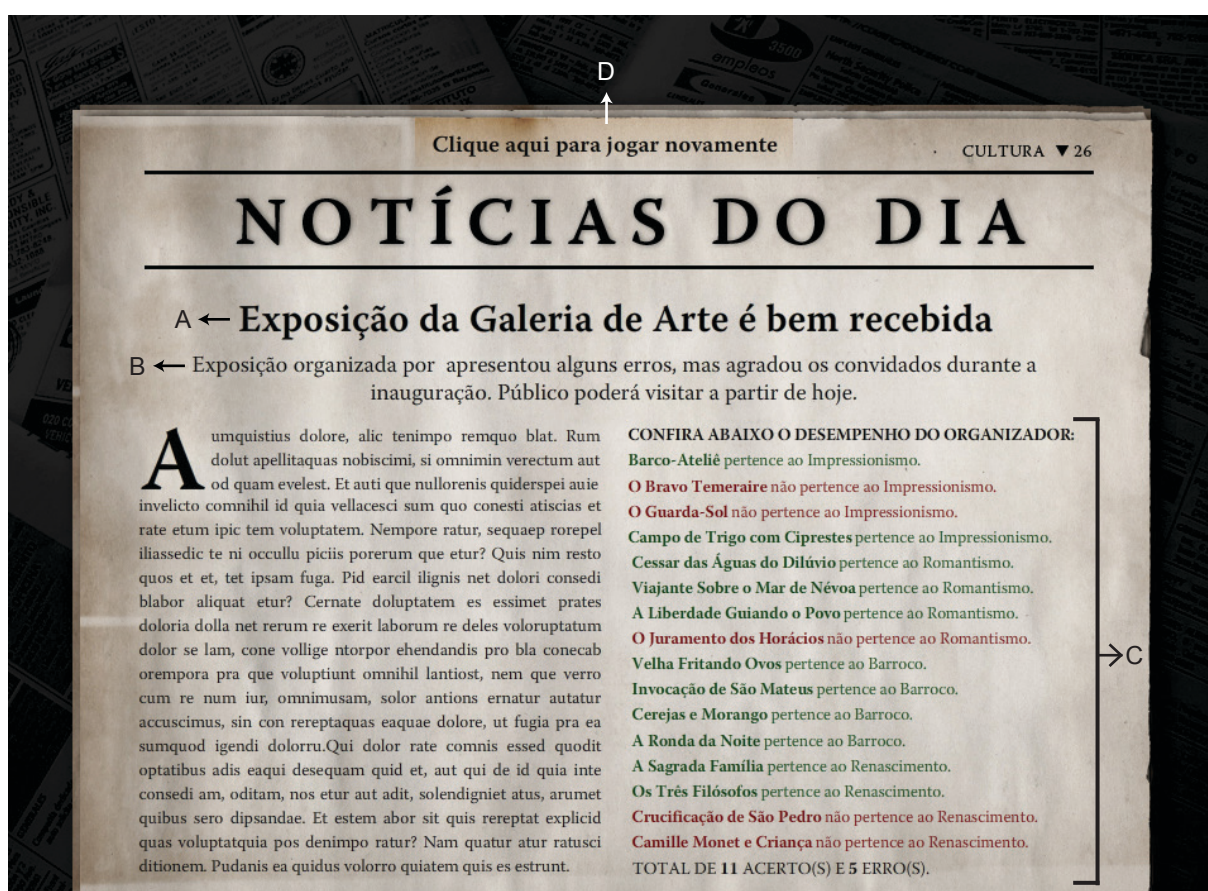 D
Clique aqui para jogar novamente
CULTURA ▼ 26
NOTÍCIAS DO DIA
A
Exposição da Galeria de Arte é bem recebida
B
Exposição organizada por apresentou alguns erros, mas agradou os convidados durante a
inauguração. Público poderá visitar a partir de hoje.
Aumquistius dolore, alic tenimpo remquo blat. Rum
dolut apellitaquas nobiscimi, si omnimin verectum aut
od quam evelest. Et auti que nullorenis quiderspei auie
invelicto comnihil id quia vellacesci sum quo conesti atiscias et
rate etum ipic tem voluptatem. Nempore ratur, sequaep rorepel
iliassedic te ni occullu piciis porerum que etur? Quis nim resto
quos et et, tet ipsam fuga. Pid earcil ilignis net dolori consedi
blabor aliquat etur? Cernate doluptatem es essimet prates
doloria dolla net rerum re exerit laborum re deles voloruptatum
dolor se lam, cone vollige ntorpor ehendandis pro bla conecab
orempora pra que voluptiunt omnihil lantiost, nem que verro
cum re num iur, omnimusam, solor antions ernatur autatur
accuscimus, sin con rereptaquas eaquae dolore, ut fugia pra ea
sumquod igendi dolorru.Qui dolor rate comnis essed quodit
optatibus adis eaqui desequam quid et, aut qui de id quia inte
consedi am, oditam, nos etur aut adit, solendigniet atus, arumet
quibus sero dipsandae. Et estem abor sit quis rereptat explicid
quas voluptatquia pos denimpo ratur? Nam quatur atur ratusci
ditionem. Pudanis ea quidus volorro quiatem quis es estrunt.
CONFIRA ABAIXO O DESEMPENHO DO ORGANIZADOR:
Barco-Ateliê pertence ao Impressionismo.
O Bravo Temeraire não pertence ao Impressionismo.
O Guarda-Sol não pertence ao Impressionismo.
Campo de Trigo com Ciprestes pertence ao Impressionismo.
Cessar das Águas do Dilúvio pertence ao Romantismo.
Viajante Sobre o Mar de Névoa pertence ao Romantismo.
A Liberdade Guiando o Povo pertence ao Romantismo.
O Juramento dos Horácios não pertence ao Romantismo.
Velha Fritando Ovos pertence ao Barroco.
Invocação de São Mateus pertence ao Barroco.
Cerejas e Morango pertence ao Barroco.
A Ronda da Noite pertence ao Barroco.
A Sagrada Família pertence ao Renascimento.
Os Três Filósofos pertence ao Renascimento.
Crucificação de São Pedro não pertence ao Renascimento.
Camille Monet e Criança não pertence ao Renascimento.
TOTAL DE 11 ACERTO(S) E 5 ERRO(S).
C
empleos
3500
Generales